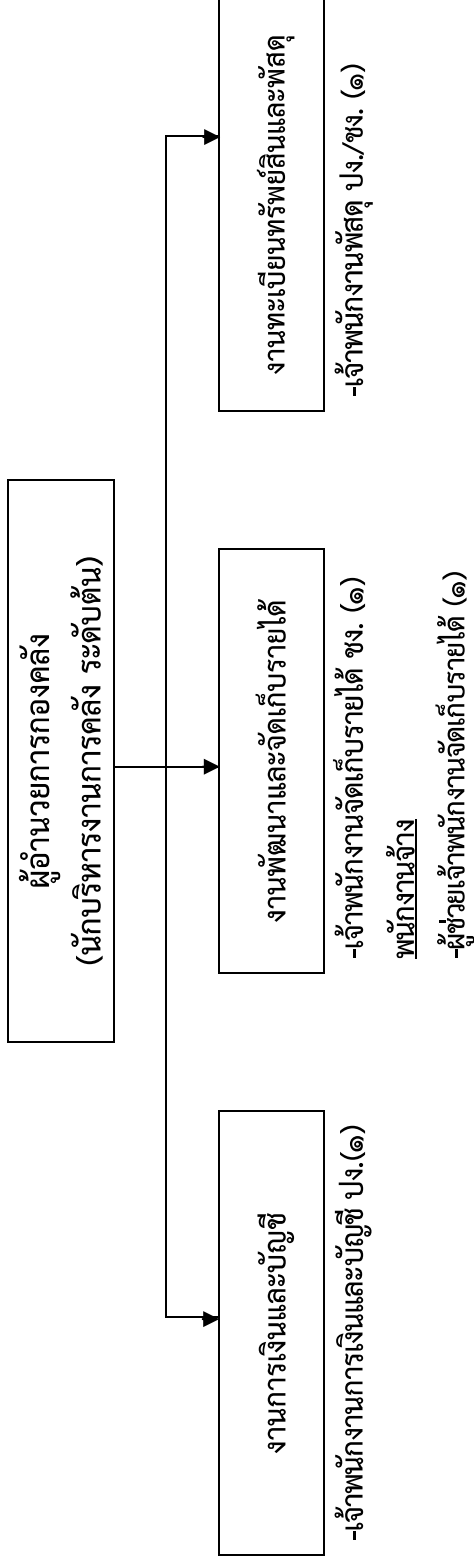 ผู้อำนวยการกองคลัง
(นักบริหารงานการคลัง ระดับต้น)
งานการเงินและบัญชี
-เจ้าพนักงานการเงินและบัญชี ปง.(๑)
งานพัฒนาและจัดเก็บรายได้
-เจ้าพนักงานจัดเก็บรายได้ ชง. (๑)
พนักงานจ้าง
-ผู้ช่วยเจ้าพนักงานจัดเก็บรายได้ (๑)
งานทะเบียนทรัพย์สินและพัสดุ
-เจ้าพนักงานพัสดุ ปง./ชง. (๑)